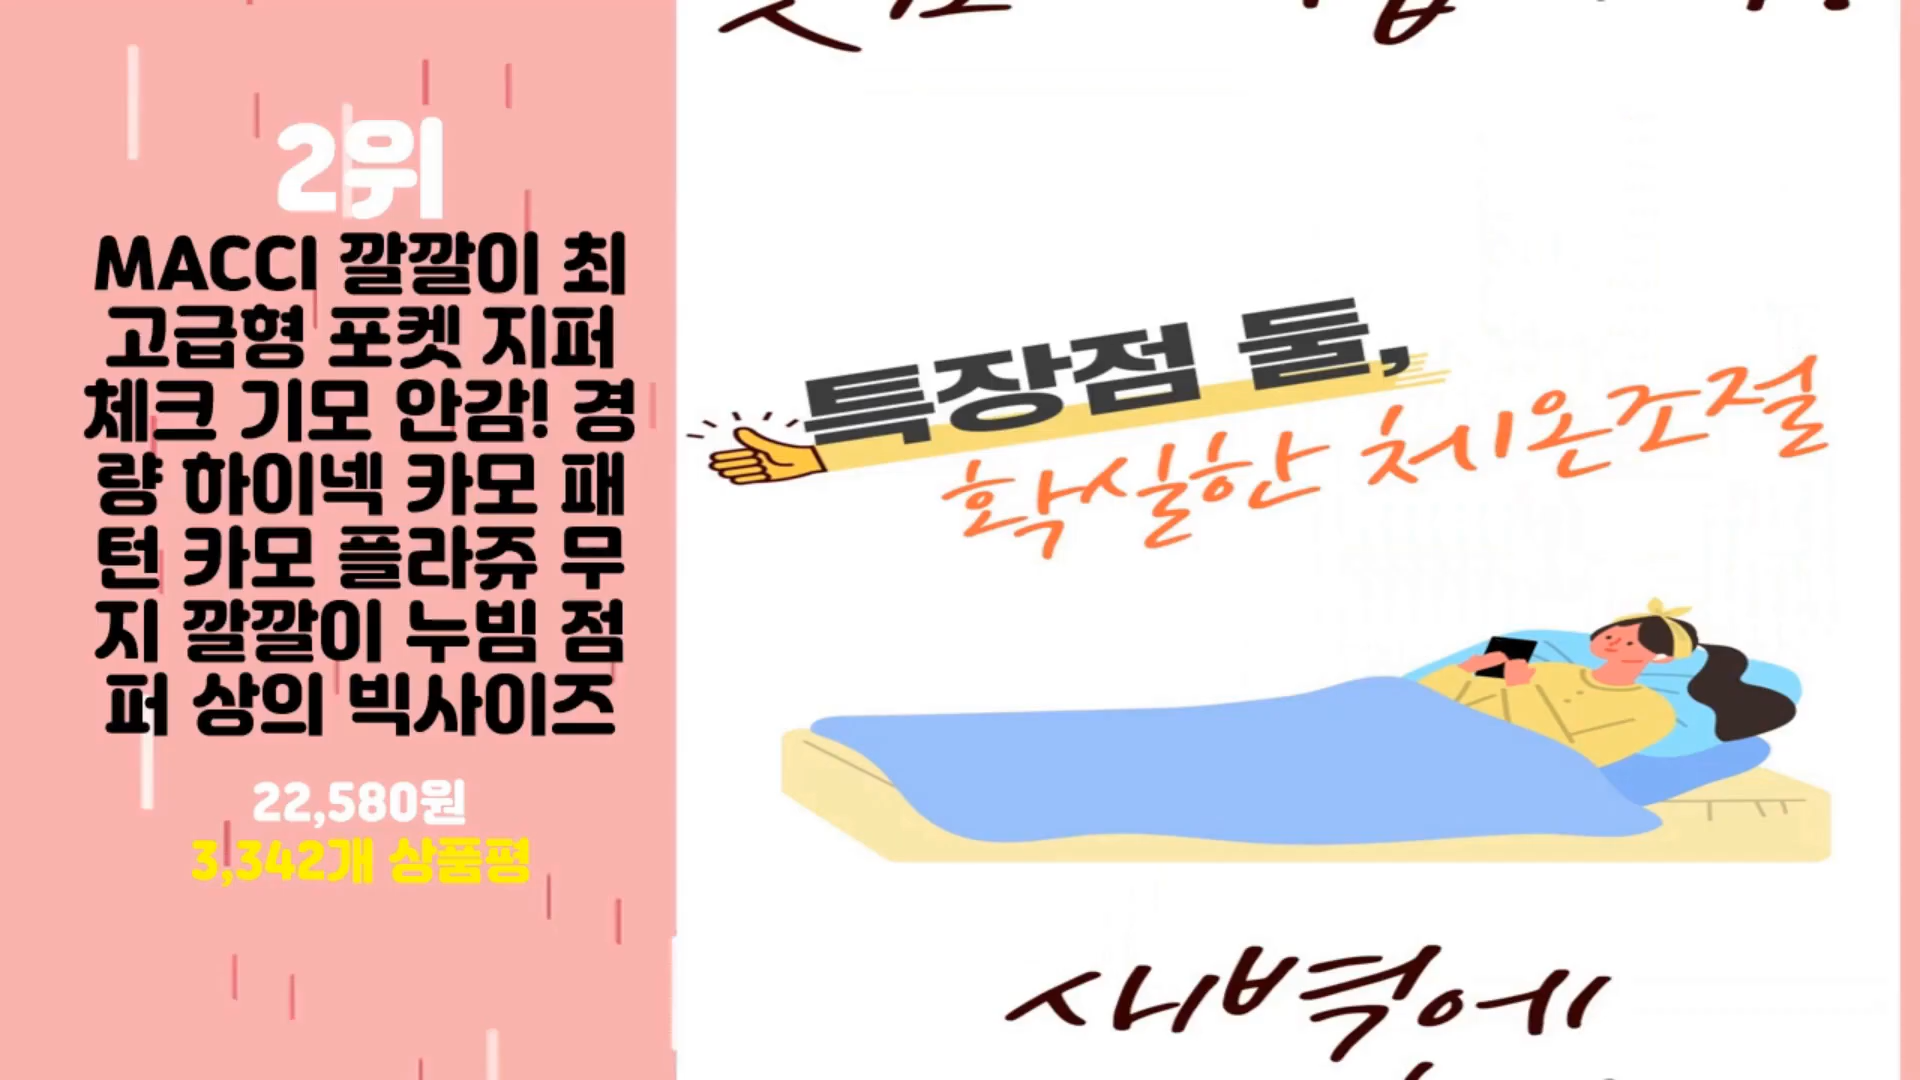 2위
MACCI 깔깔이 최
고급형 포켓 지퍼
체크 기모 안감! 경
량 하이넥 카모 패
턴 카모 플라쥬 무
지 깔깔이 누빔 점
퍼 상의 빅사이즈
22,580원
3,342개 상품평
특장점 둘,
확실한 체온조절
새벽에